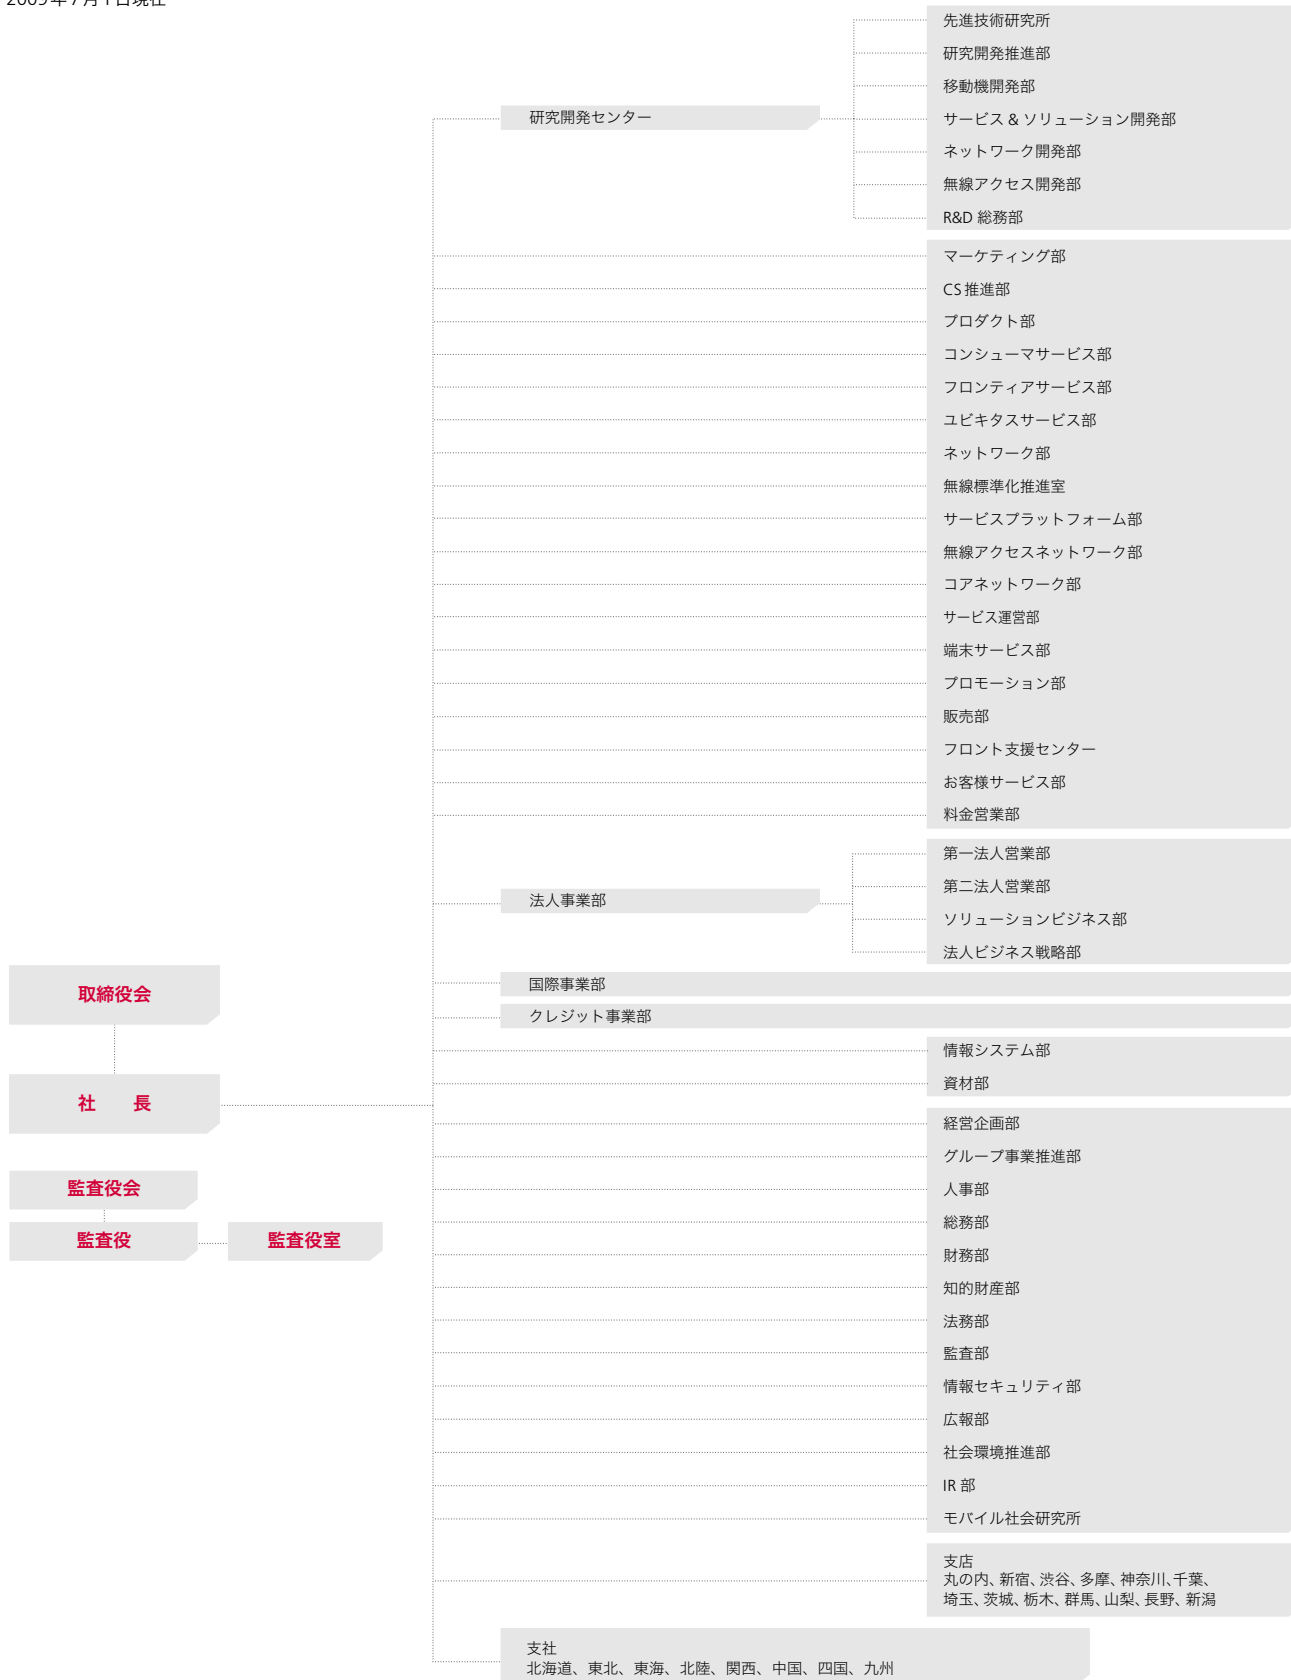 2009年7月1日現在
先進技術研究所
研究開発推進部
移動機開発部
研究開発センター
サービス & ソリューション開発部
ネットワーク開発部
無線アクセス開発部
R&D 総務部
マーケティング部
CS 推進部
プロダクト部
コンシューマサービス部
フロンティアサービス部
ユビキタスサービス部
ネットワーク部
無線標準化推進室
サービスプラットフォーム部
無線アクセスネットワーク部
コアネットワーク部
サービス運営部
端末サービス部
プロモーション部
販売部
フロント支援センター
お客様サービス部
料金営業部
第一法人営業部
第二法人営業部
法人事業部
ソリューションビジネス部
法人ビジネス戦略部
国際事業部
クレジット事業部
取締役会
社　長
監査役会
監査役
監査役室
情報システム部
資材部
経営企画部
グループ事業推進部
人事部
総務部
財務部
知的財産部
法務部
監査部
情報セキュリティ部
広報部
社会環境推進部
IR 部
モバイル社会研究所
支店
丸の内、新宿、渋谷、多摩、神奈川、千葉、
埼玉、茨城、栃木、群馬、山梨、長野、新潟
支社
北海道、東北、東海、北陸、関西、中国、四国、九州